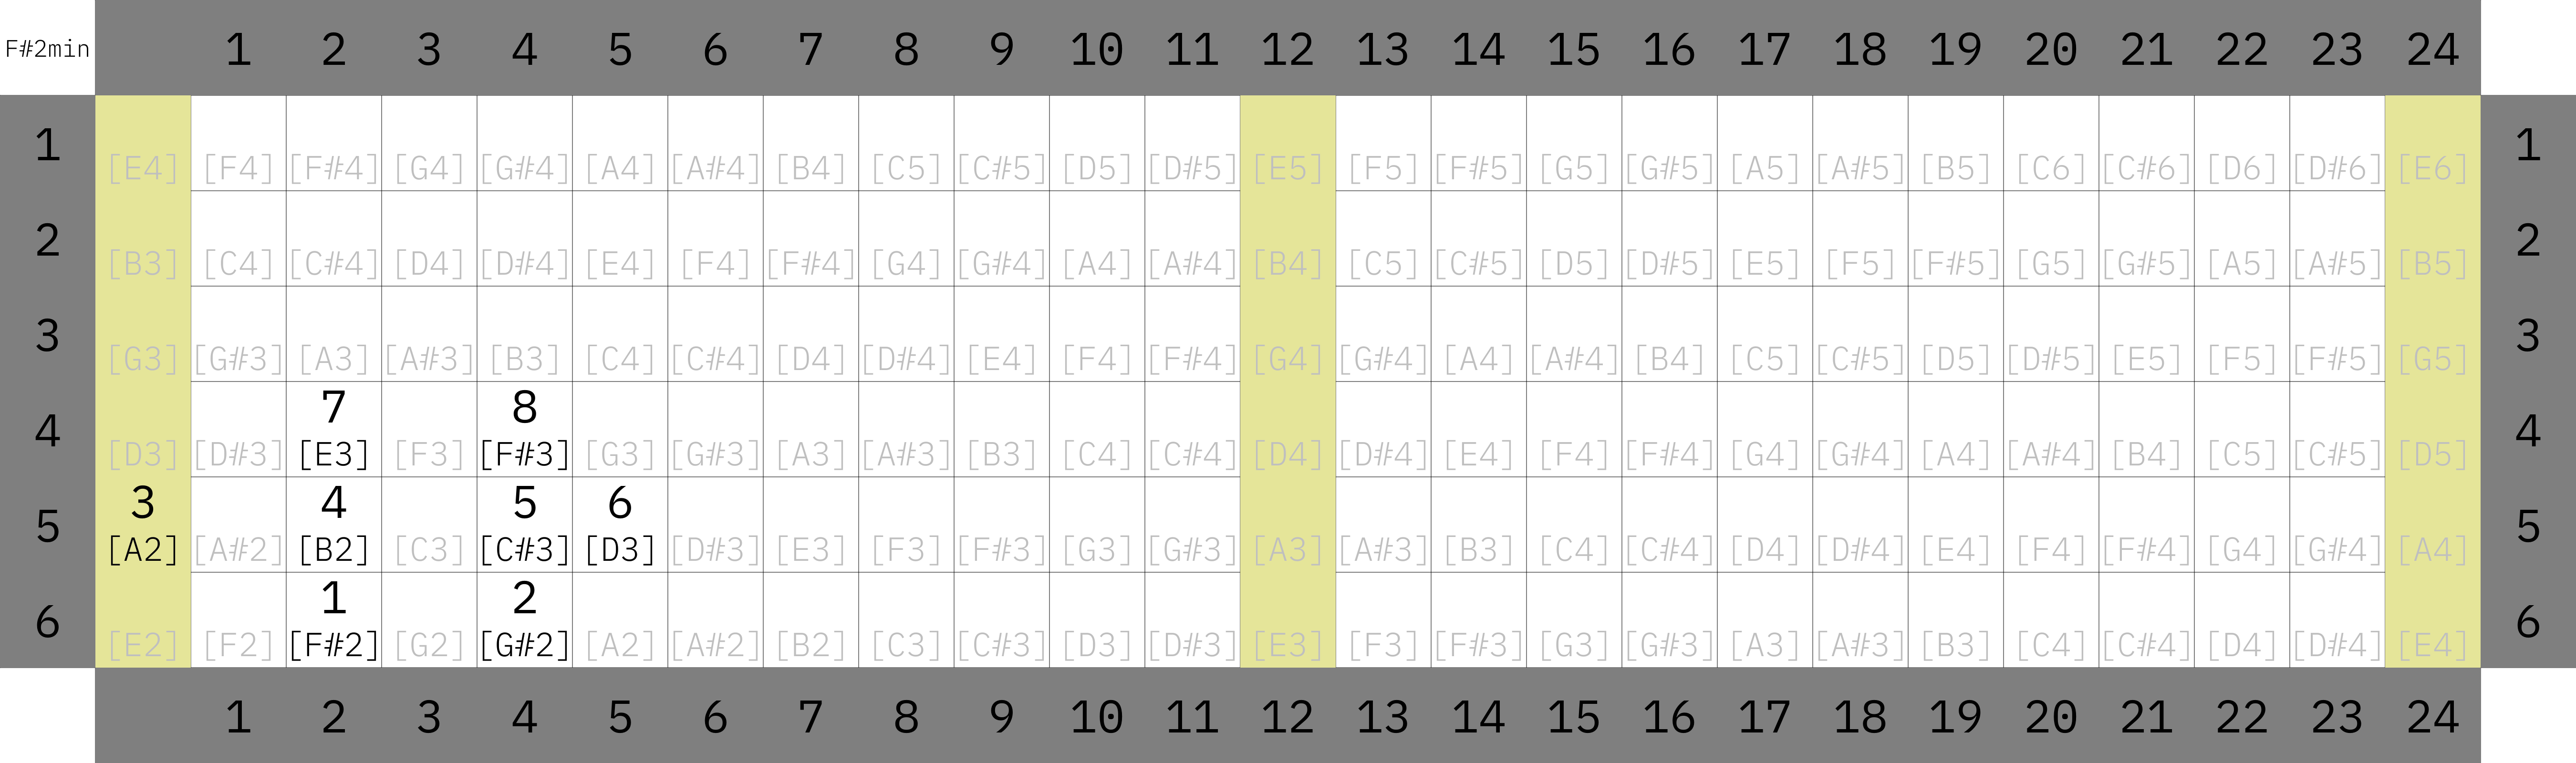 F#2min 1 2 3 4 5 6 7 8 9 10 11 12 13 14 15 16 17 18 19 20 21 22 23 24
1 [E4] [F4] [F#4] [G4] [G#4] [A4] [A#4] [B4] [C5] [C#5] [D5] [D#5] [E5] [F5] [F#5] [G5] [G#5] [A5] [A#5] [B5] [C6] [C#6] [D6] [D#6] [E6] 1
2 [B3] [C4] [C#4] [D4] [D#4] [E4] [F4] [F#4] [G4] [G#4] [A4] [A#4] [B4] [C5] [C#5] [D5] [D#5] [E5] [F5] [F#5] [G5] [G#5] [A5] [A#5] [B5] 2
3 [G3] [G#3] [A3] [A#3] [B3] [C4] [C#4] [D4] [D#4] [E4] [F4] [F#4] [G4] [G#4] [A4] [A#4] [B4] [C5] [C#5] [D5] [D#5] [E5] [F5] [F#5] [G5] 3
7 8
4 [D3] [D#3] [E3] [F3] [F#3] [G3] [G#3] [A3] [A#3] [B3] [C4] [C#4] [D4] [D#4] [E4] [F4] [F#4] [G4] [G#4] [A4] [A#4] [B4] [C5] [C#5] [D5] 4
3 4 5 6
5 [A2] [A#2] [B2] [C3] [C#3] [D3] [D#3] [E3] [F3] [F#3] [G3] [G#3] [A3] [A#3] [B3] [C4] [C#4] [D4] [D#4] [E4] [F4] [F#4] [G4] [G#4] [A4] 5
1 2
6 [E2] [F2] [F#2] [G2] [G#2] [A2] [A#2] [B2] [C3] [C#3] [D3] [D#3] [E3] [F3] [F#3] [G3] [G#3] [A3] [A#3] [B3] [C4] [C#4] [D4] [D#4] [E4] 6
1 2 3 4 5 6 7 8 9 10 11 12 13 14 15 16 17 18 19 20 21 22 23 24